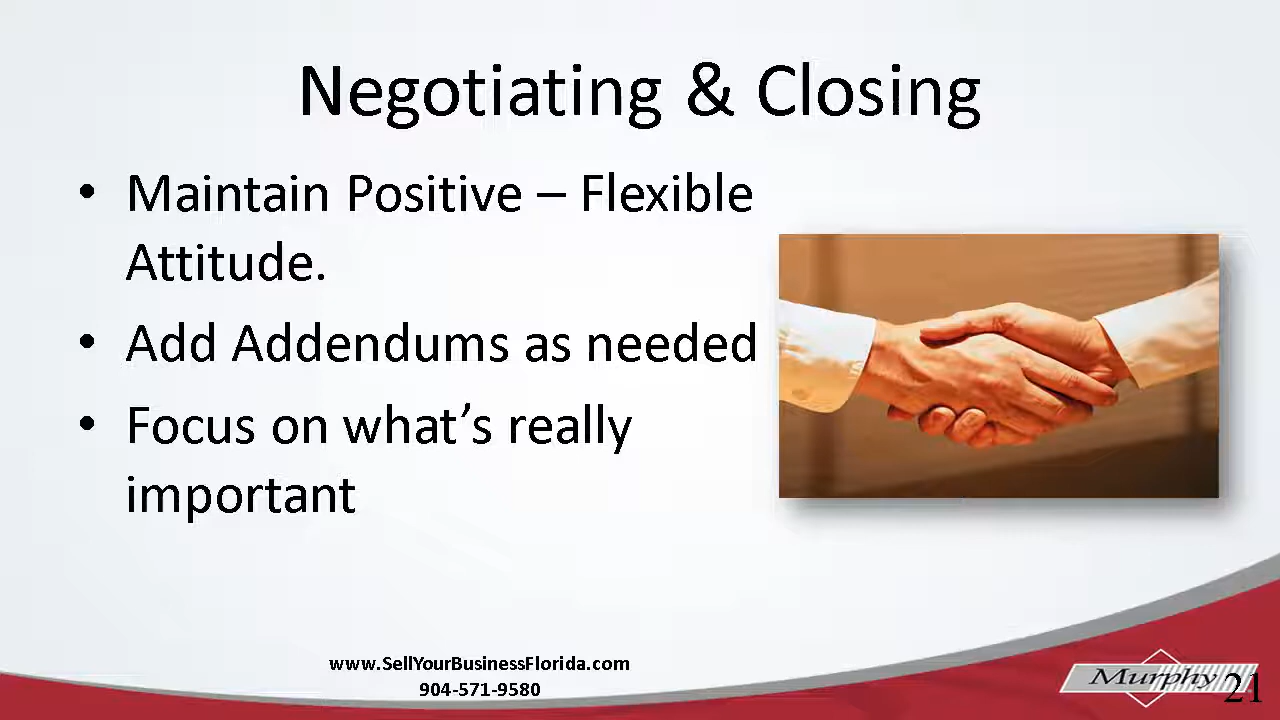 Negotiating & Closing
• Maintain Positive – Flexible
Attitude.
• Add Addendums as needed
• Focus on what’s really
important
www.SellYourBusinessFlorida.com
904-571-9580
Murphy
21